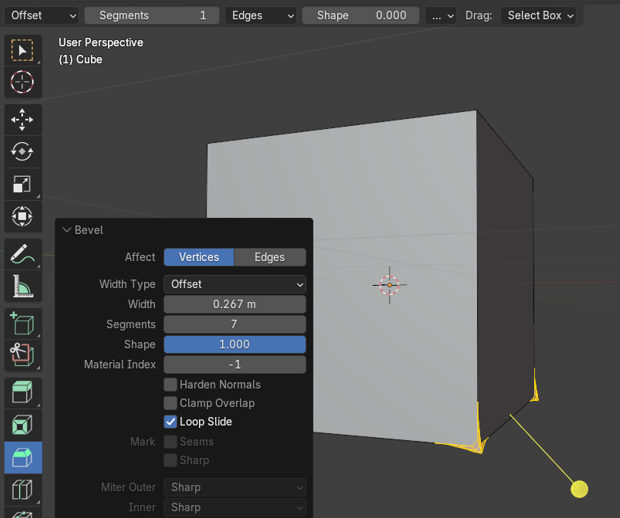 Offset Segments 1 Edges Shape 0.000 ... Drag: Select Box
User Perspective
(1) Cube
Bevel
Affect Vertices Edges
Width Type Offset
Width 0.267 m
Segments 7
Shape 1.000
Material Index -1
Harden Normals
Clamp Overlap
Loop Slide
Mark Seams
Sharp
Miter Outer Sharp
Inner Sharp